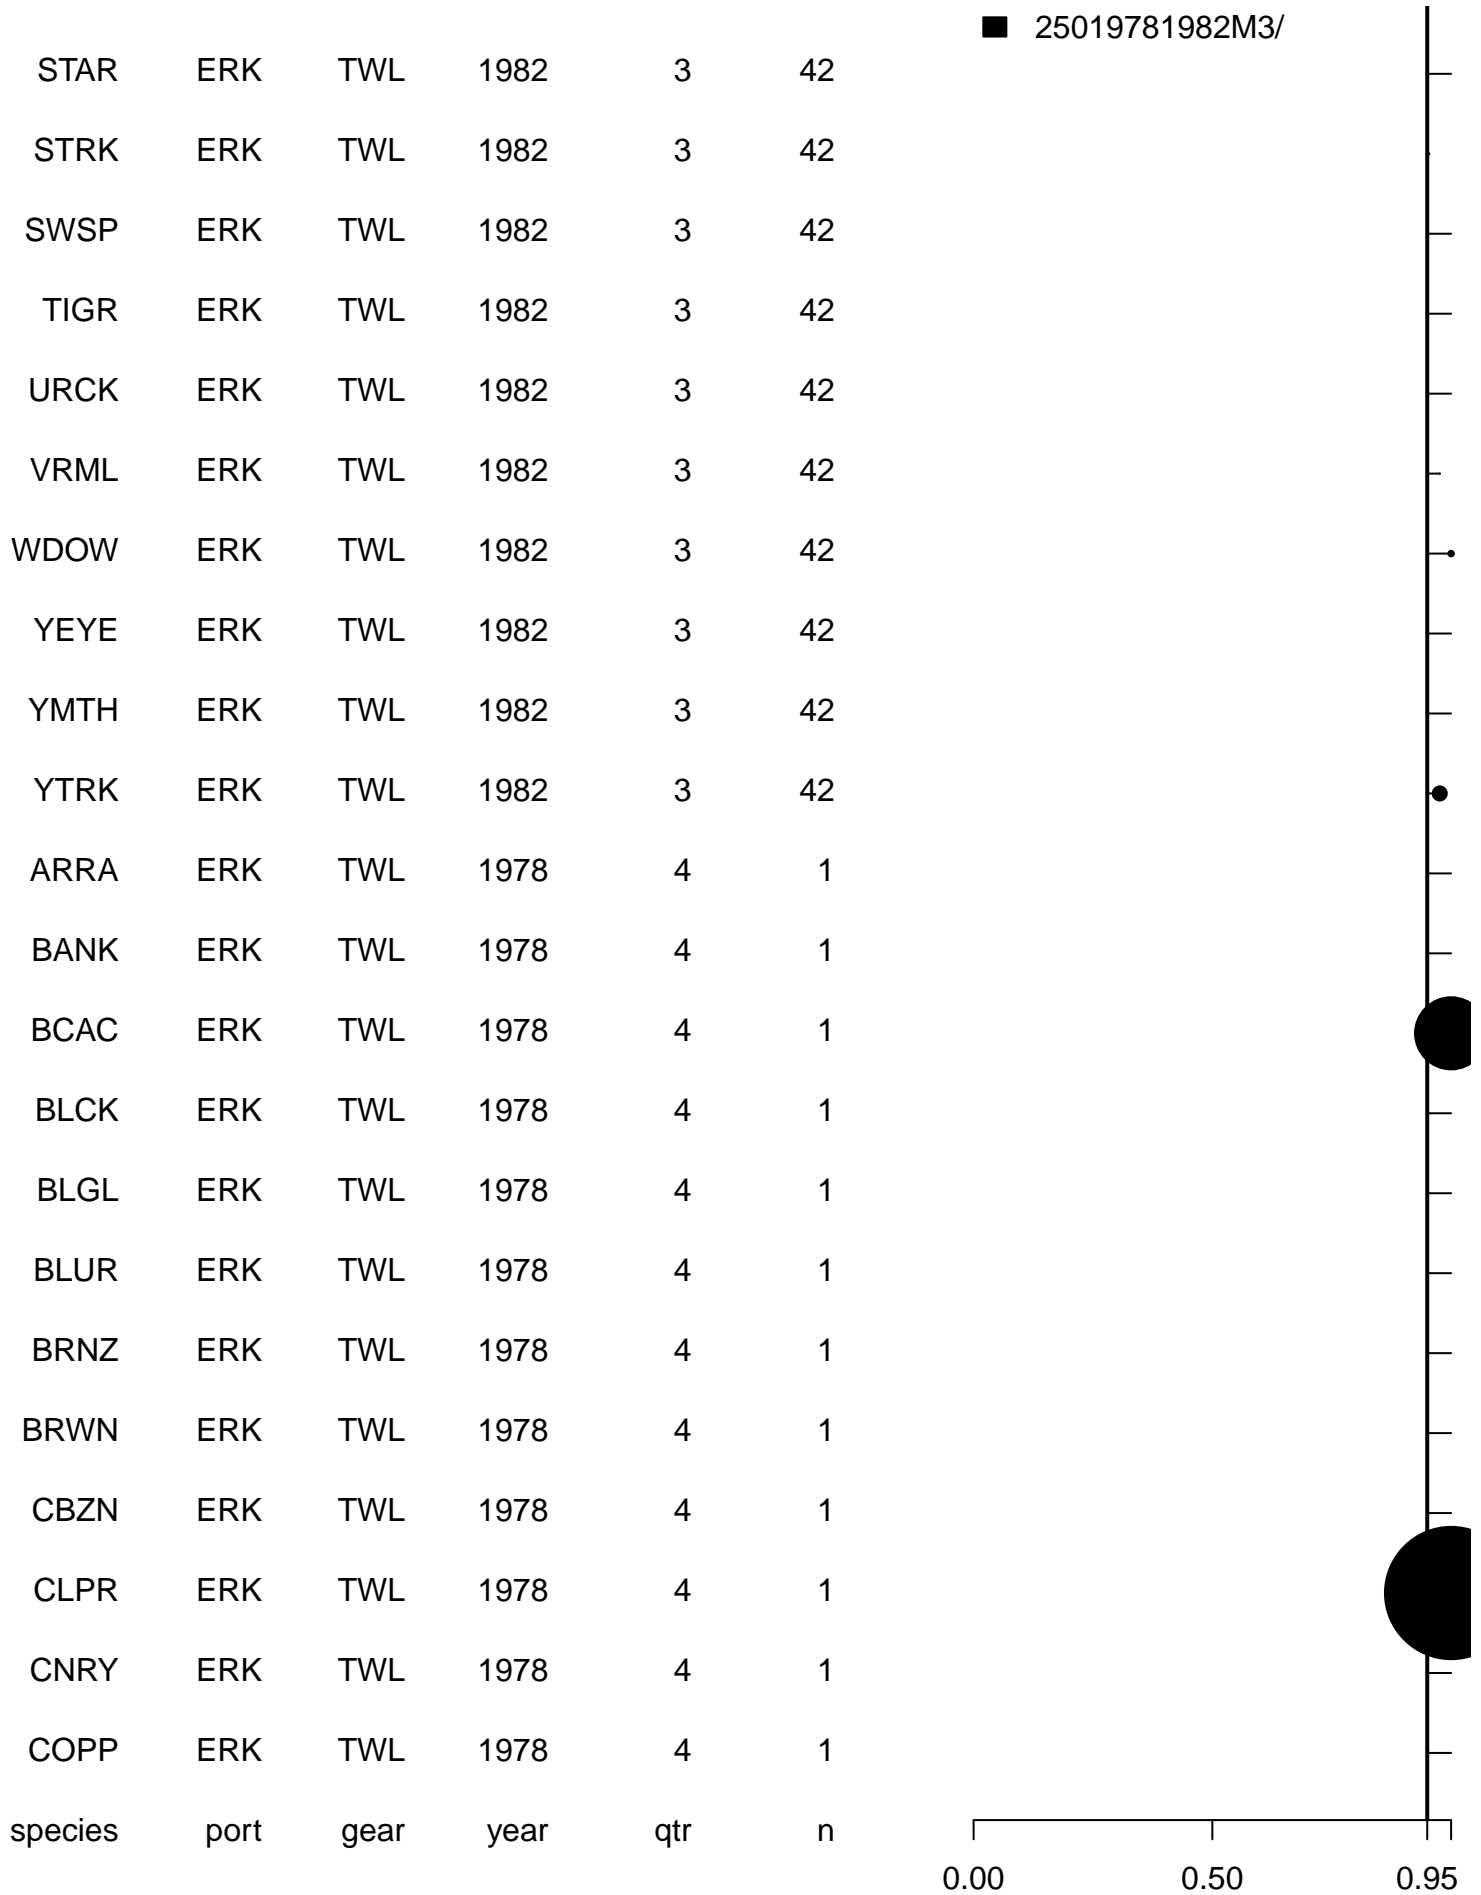 25019781982M3/
STAR ERK TWL 1982 3 42
STRK ERK TWL 1982 3 42
SWSP ERK TWL 1982 3 42
TIGR ERK TWL 1982 3 42
URCK ERK TWL 1982 3 42
VRML ERK TWL 1982 3 42
WDOW ERK TWL 1982 3 42
YEYE ERK TWL 1982 3 42
YMTH ERK TWL 1982 3 42
YTRK ERK TWL 1982 3 42
ARRA ERK TWL 1978 4 1
BANK ERK TWL 1978 4 1
BCAC ERK TWL 1978 4 1
BLCK ERK TWL 1978 4 1
BLGL ERK TWL 1978 4 1
BLUR ERK TWL 1978 4 1
BRNZ ERK TWL 1978 4 1
BRWN ERK TWL 1978 4 1
CBZN ERK TWL 1978 4 1
CLPR ERK TWL 1978 4 1
CNRY ERK TWL 1978 4 1
COPP ERK TWL 1978 4 1
species port gear year qtr n
0.00 0.50 0.95